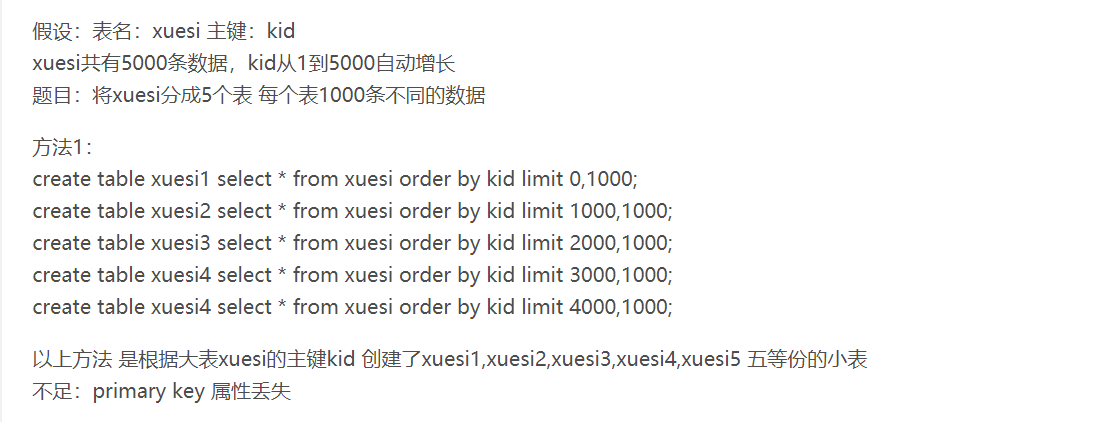 假设：表名：xuesi 主键：kid
xuesi共有5000条数据，kid从1到5000自动增长
题目：将xuesi分成5个表 每个表1000条不同的数据
方法1：
create table xuesi1 select * from xuesi order by kid limit 0,1000;
create table xuesi2 select * from xuesi order by kid limit 1000,1000;
create table xuesi3 select * from xuesi order by kid limit 2000,1000;
create table xuesi4 select * from xuesi order by kid limit 3000,1000;
create table xuesi4 select * from xuesi order by kid limit 4000,1000;
以上方法 是根据大表xuesi的主键kid 创建了xuesi1,xuesi2,xuesi3,xuesi4,xuesi5 五等份的小表
不足：primary key 属性丢失